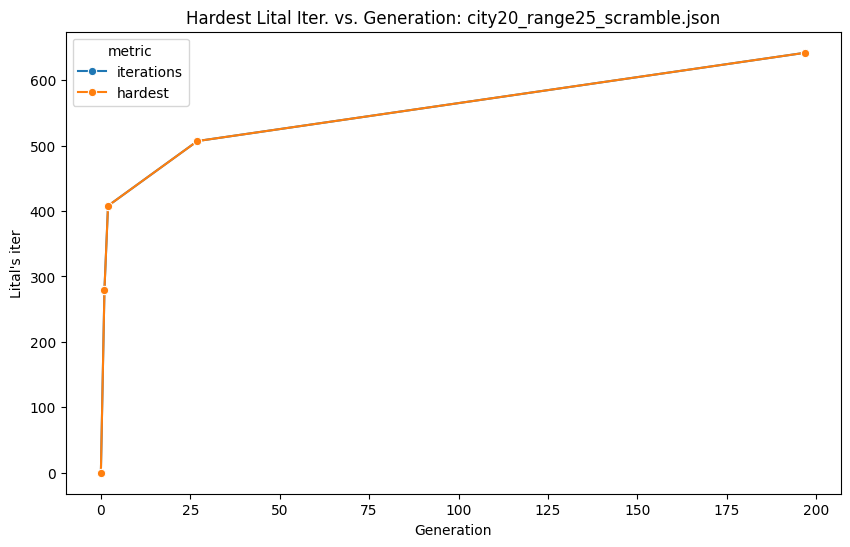 Hardest Lital Iter. vs. Generation: city20_range25_scramble.json
metric
iterations
hardest
600
500
400
300
200
100
0
Lital's iter
0 25 50 75 100 125 150 175 200
Generation